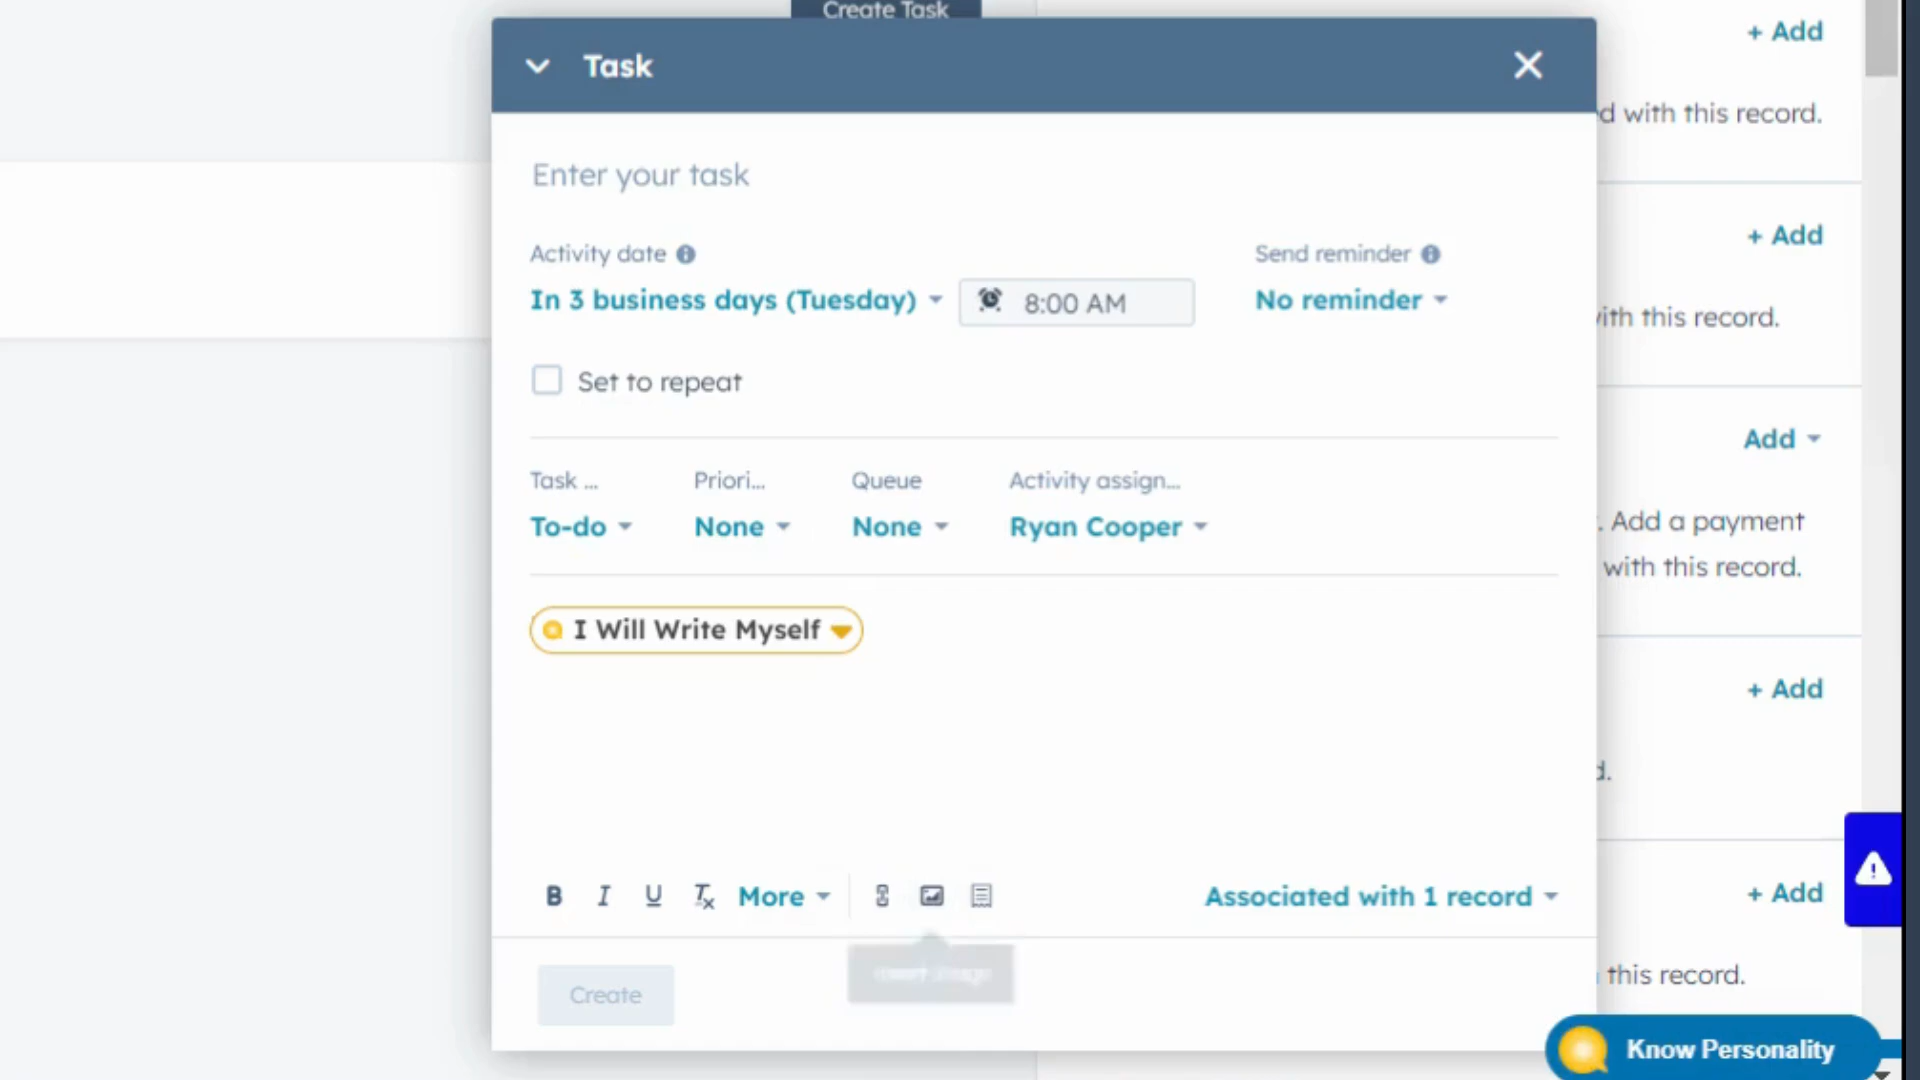 Create Task
Task
+ Add
d with this record.
Enter your task
+ Add
Activity date
Send reminder
In 3 business days (Tuesday)
8:00 AM
No reminder
with this record.
Set to repeat
Add
Task ...
Priori...
Queue
Activity assign...
To-do
None
None
Ryan Cooper
. Add a payment
with this record.
I Will Write Myself
+ Add
d.
B I U Tx More
Associated with 1 record
+ Add
Create
this record.
Know Personality